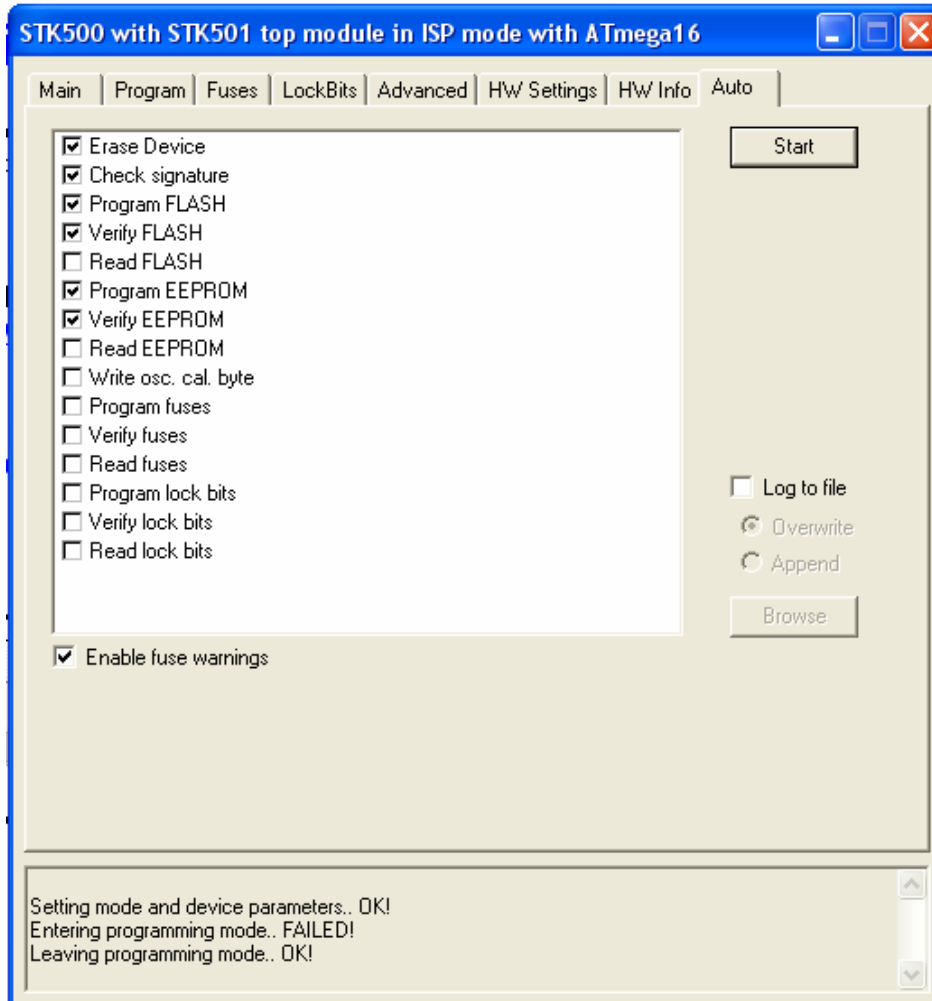 STK500 with STK501 top module in ISP mode with ATmega16
Main Program Fuses LockBits Advanced HW Settings HW Info Auto
Erase Device
Check signature
Program FLASH
Verify FLASH
Read FLASH
Program EEPROM
Verify EEPROM
Read EEPROM
Write osc. cal. byte
Program fuses
Verify fuses
Read fuses
Program lock bits
Verify lock bits
Read lock bits
Start
Log to file
Overwrite
Append
Browse
Enable fuse warnings
Setting mode and device parameters.. OK!
Entering programming mode.. FAILED!
Leaving programming mode.. OK!